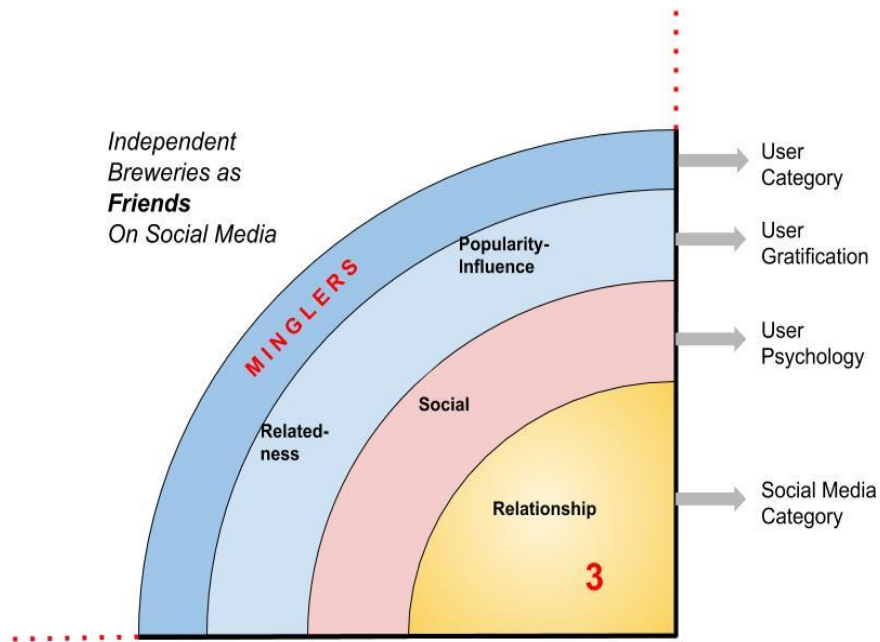 Independent
Breweries as
Friends
On Social Media
User
Category
User
Gratification
User
Psychology
Social Media
Category
MINGLERS
Popularity-
Influence
Related-
ness
Social
Relationship
3